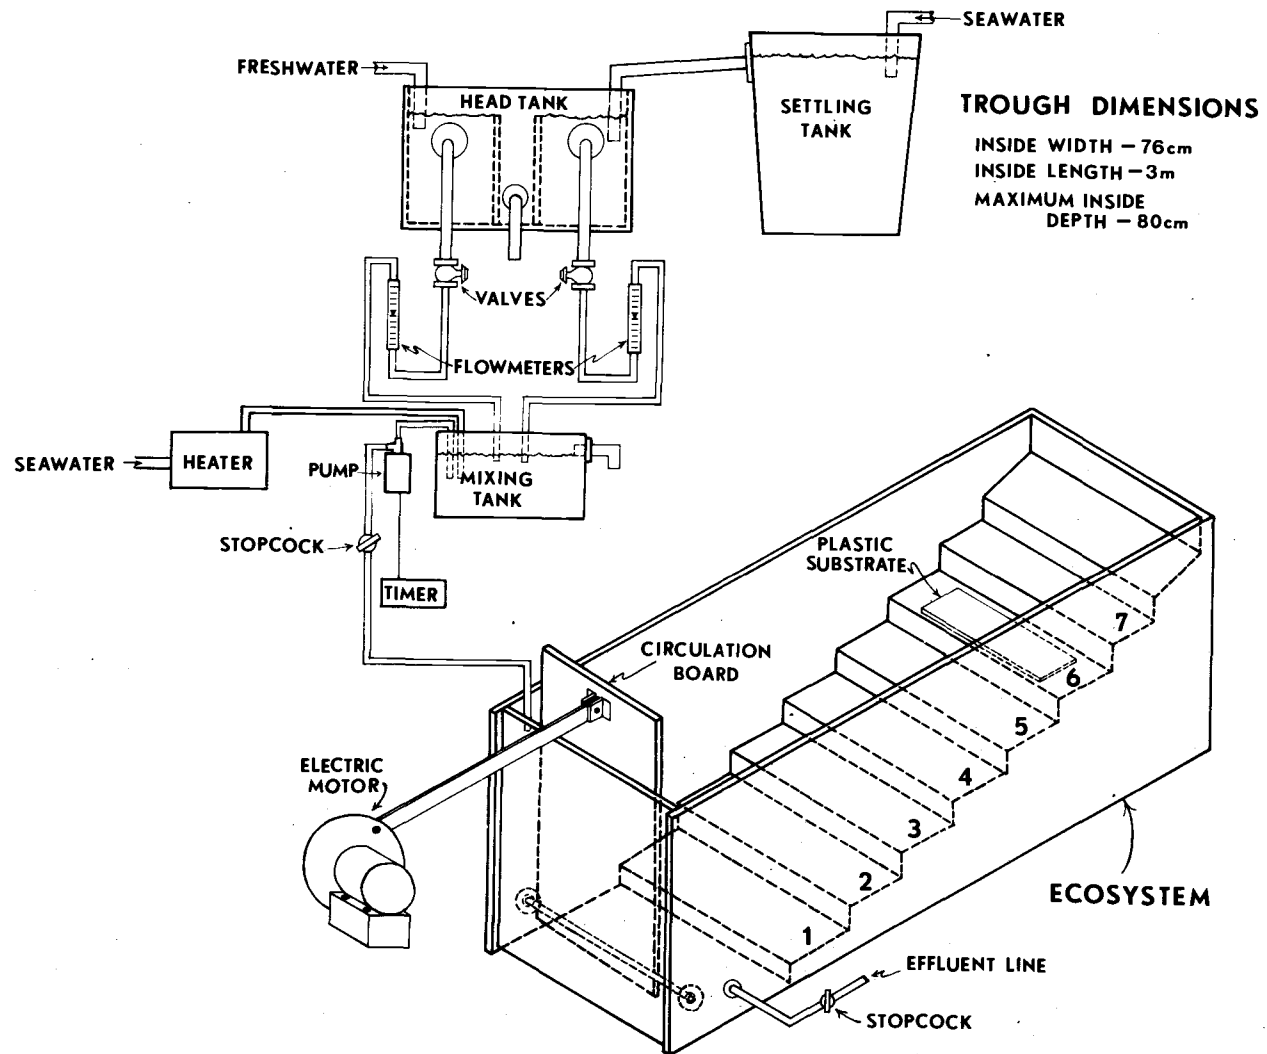 SEAWATER
FRESHWATER
HEAD TANK
SETTLING
TANK
TROUGH DIMENSIONS
INSIDE WIDTH – 76cm
INSIDE LENGTH – 3m
MAXIMUM INSIDE
DEPTH – 80cm
VALVES
FLOWMETERS
SEAWATER
HEATER
PUMP
MIXING
TANK
STOPCOCK
TIMER
PLASTIC
SUBSTRATE
CIRCULATION
BOARD
ELECTRIC
MOTOR
7
6
5
4
3
2
1
ECOSYSTEM
EFFLUENT LINE
STOPCOCK